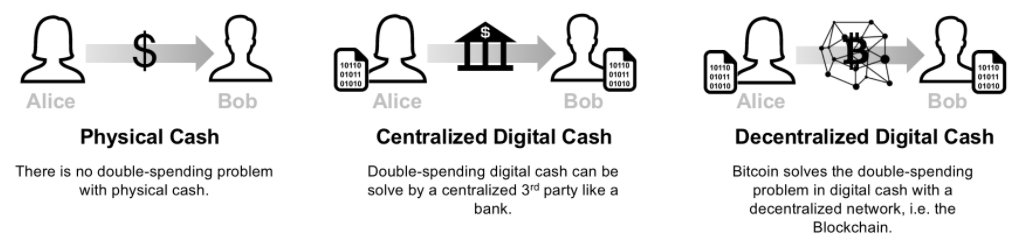 $
Alice
Bob
Physical Cash
There is no double-spending problem
with physical cash.
$
10110
01011
01010
Alice
10110
01011
01010
Bob
Centralized Digital Cash
Double-spending digital cash can be
solve by a centralized 3rd party like a
bank.
10110
01011
01010
Alice
₿
10110
01011
01010
Bob
Decentralized Digital Cash
Bitcoin solves the double-spending
problem in digital cash with a
decentralized network, i.e. the
Blockchain.